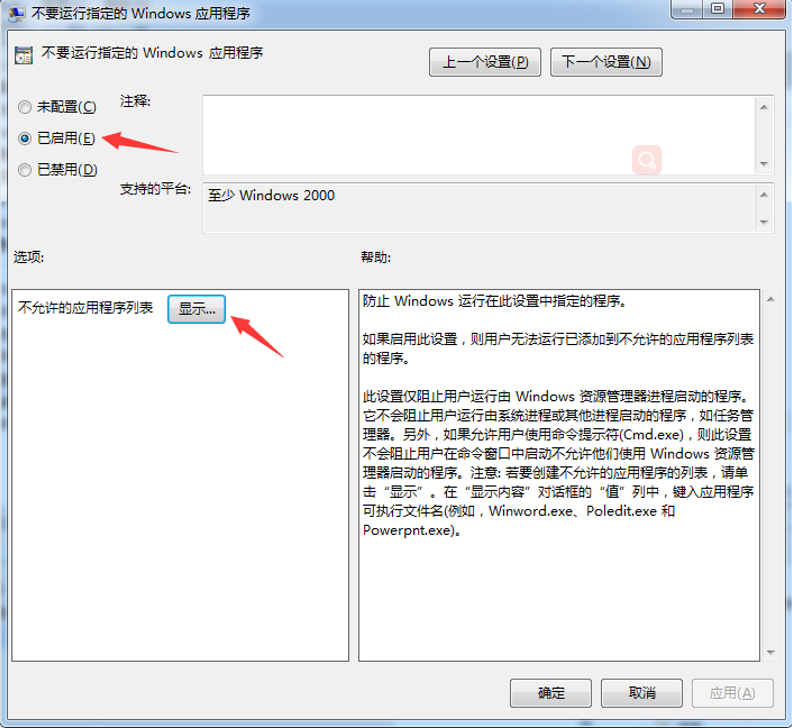 不要运行指定的 Windows 应用程序
不要运行指定的 Windows 应用程序
上一个设置(P)
下一个设置(N)
未配置(C)
注释:
已启用(E)
已禁用(D)
支持的平台:
至少 Windows 2000
选项:
帮助:
不允许的应用程序列表
显示...
防止 Windows 运行在此设置中指定的程序。
如果启用此设置，则用户无法运行已添加到不允许的应用程序列表
的程序。
此设置仅阻止用户运行由 Windows 资源管理器进程启动的程序。
它不会阻止用户运行由系统进程或其他进程启动的程序，如任务管
理器。另外，如果允许用户使用命令提示符(Cmd.exe)，则此设置
不会阻止用户在命令窗口中启动不允许他们使用 Windows 资源管
理器启动的程序。注意: 若要创建不允许的应用程序的列表，请单
击“显示”。在“显示内容”对话框的“值”列中，键入应用程序
可执行文件名(例如，Winword.exe、Poledit.exe 和
Powerpnt.exe)。
确定
取消
应用(A)